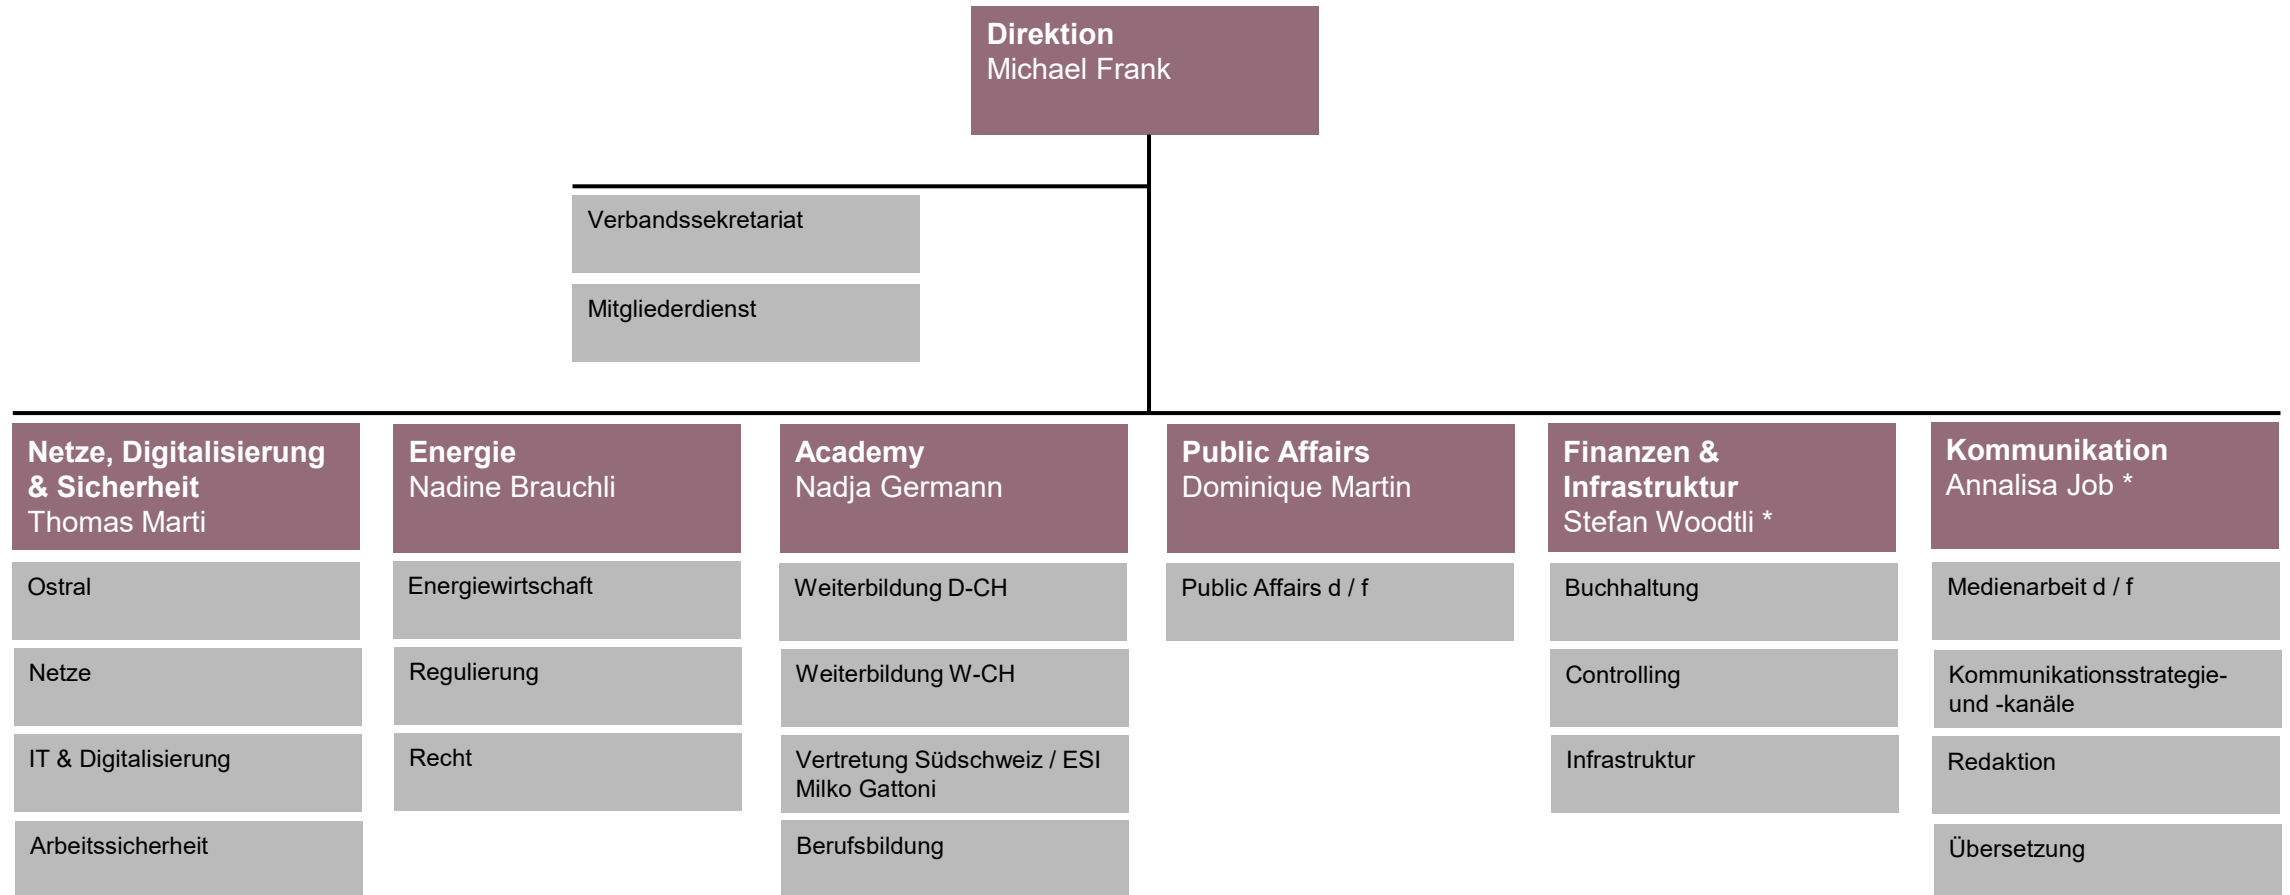 Direktion
Michael Frank
Verbandssekretariat
Mitgliederdienst
Netze, Digitalisierung
& Sicherheit
Thomas Marti
Ostral
Netze
IT & Digitalisierung
Arbeitssicherheit
Energie
Nadine Brauchli
Energiewirtschaft
Regulierung
Recht
Academy
Nadja Germann
Weiterbildung D-CH
Weiterbildung W-CH
Vertretung Südschweiz / ESI
Milko Gattoni
Berufsbildung
Public Affairs
Dominique Martin
Public Affairs d / f
Finanzen &
Infrastruktur
Stefan Woodtli *
Buchhaltung
Controlling
Infrastruktur
Kommunikation
Annalisa Job *
Medienarbeit d / f
Kommunikationsstrategie-
und -kanäle
Redaktion
Übersetzung